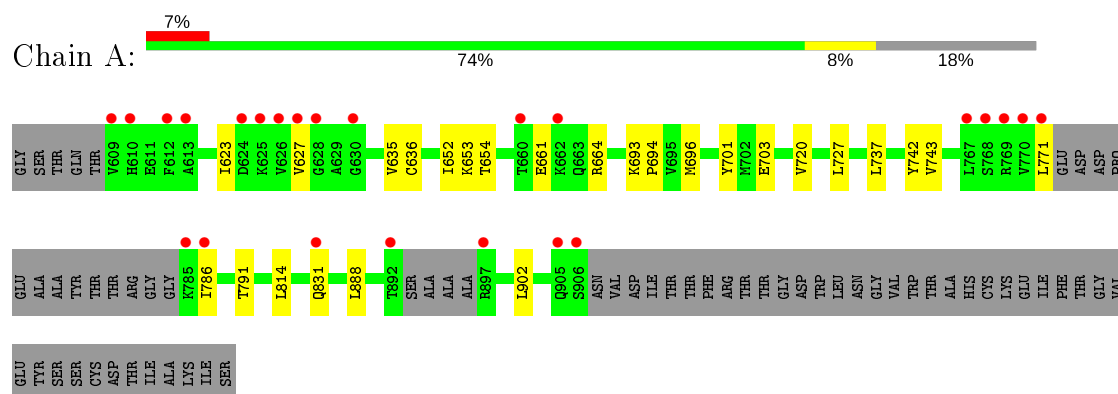 7%
Chain A:
74% 8% 18%
GLY SER THR GLN THR V609 H610 E611 F612 A613 I623 D624 K625 V626 V627 G628 A629 G630 V635 C636 I652 K653 T654 T660 E661 K662 Q663 R664 K693 P694 V695 M696 Y701 M702 E703 V720 L727 L737 Y742 V743 L767 S768 R769 V770 L771 GLU ASP ASP PRO
GLU ALA ALA TYR THR THR ARG GLY GLY K785 I786 T791 L814 Q831 L888 T892 SER ALA ALA ALA R897 L902 Q905 S906 ASN VAL ASP ILE THR THR PHE ARG THR THR GLY ASP TRP LEU ASN GLY VAL TRP THR ALA HIS CYS LYS GLU ILE PHE THR GLY VAL
GLU TYR SER SER CYS ASP THR ILE ALA LYS ILE SER